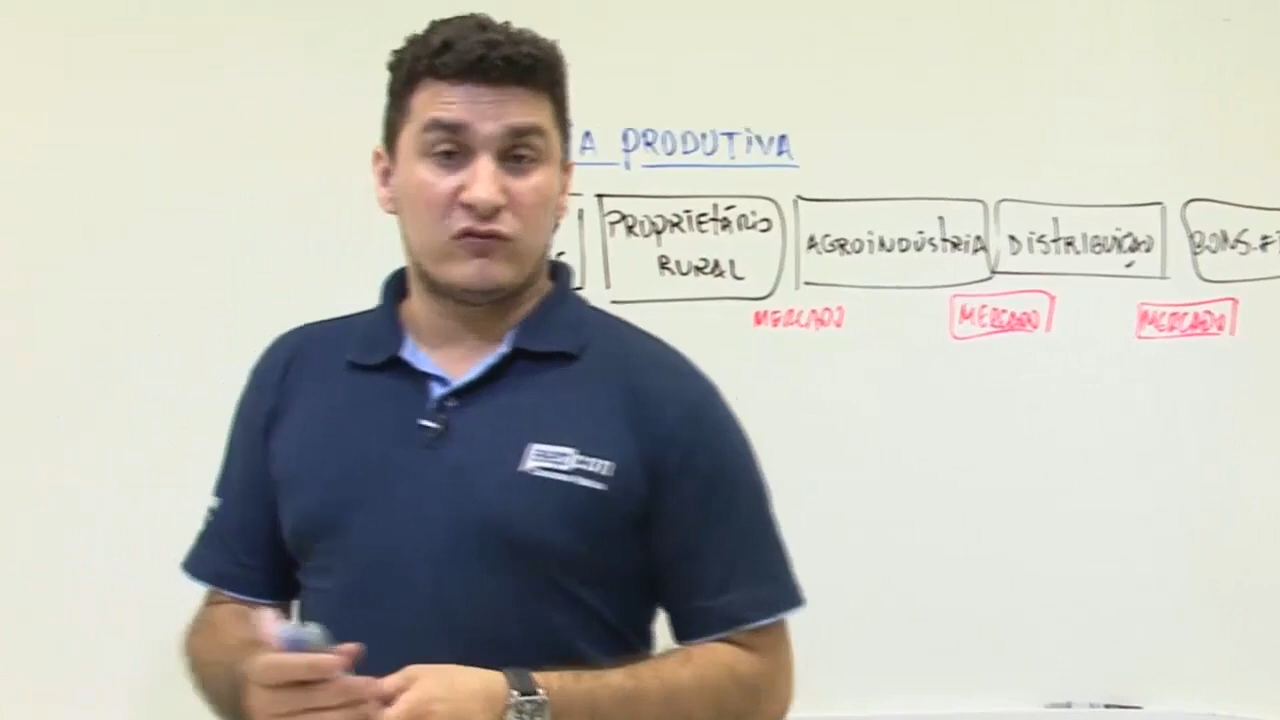 A PRODUTIVA
PROPRIETÁRIO
RURAL
AGROINDÚSTRIA
DISTRIBUIÇÃO
MERCADO
MERCADO
MERCADO